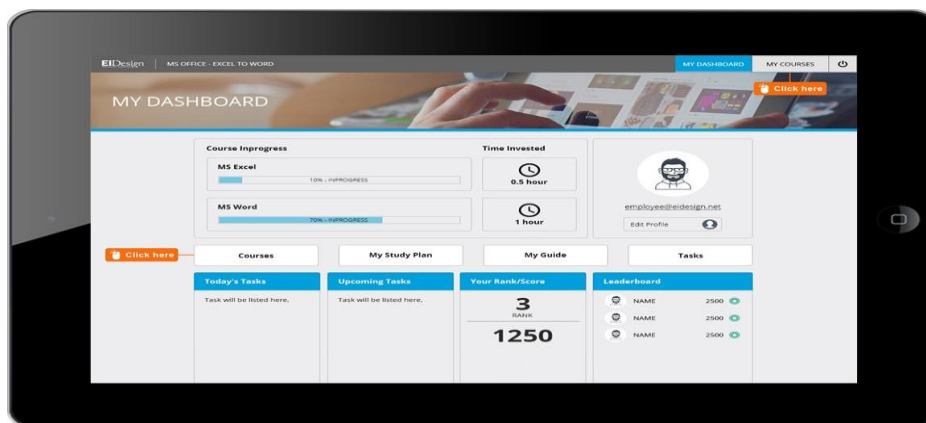 EIDesign
MS OFFICE - EXCEL TO WORD
MY DASHBOARD
MY COURSES
Click here
MY DASHBOARD
Course Inprogress
Time Invested
MS Excel
10% - INPROGRESS
0.5 hour
MS Word
70% - INPROGRESS
1 hour
employee@eidesign.net
Edit Profile
Click here
Courses
My Study Plan
My Guide
Tasks
Today's Tasks
Upcoming Tasks
Your Rank/Score
Leaderboard
Task will be listed here,
Task will be listed here,
3
RANK
1250
NAME 2500
NAME 2500
NAME 2500